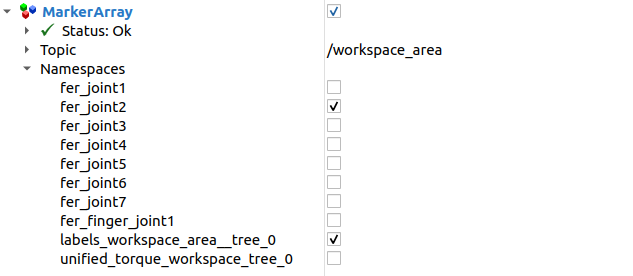 MarkerArray
Status: Ok
Topic /workspace_area
Namespaces
fer_joint1
fer_joint2
fer_joint3
fer_joint4
fer_joint5
fer_joint6
fer_joint7
fer_finger_joint1
labels_workspace_area__tree_0
unified_torque_workspace_tree_0